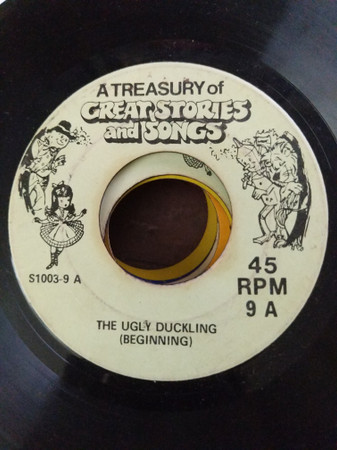 A TREASURY of
GREAT STORIES
and SONGS
S1003-9 A
45
RPM
9 A
THE UGLY DUCKLING
(BEGINNING)